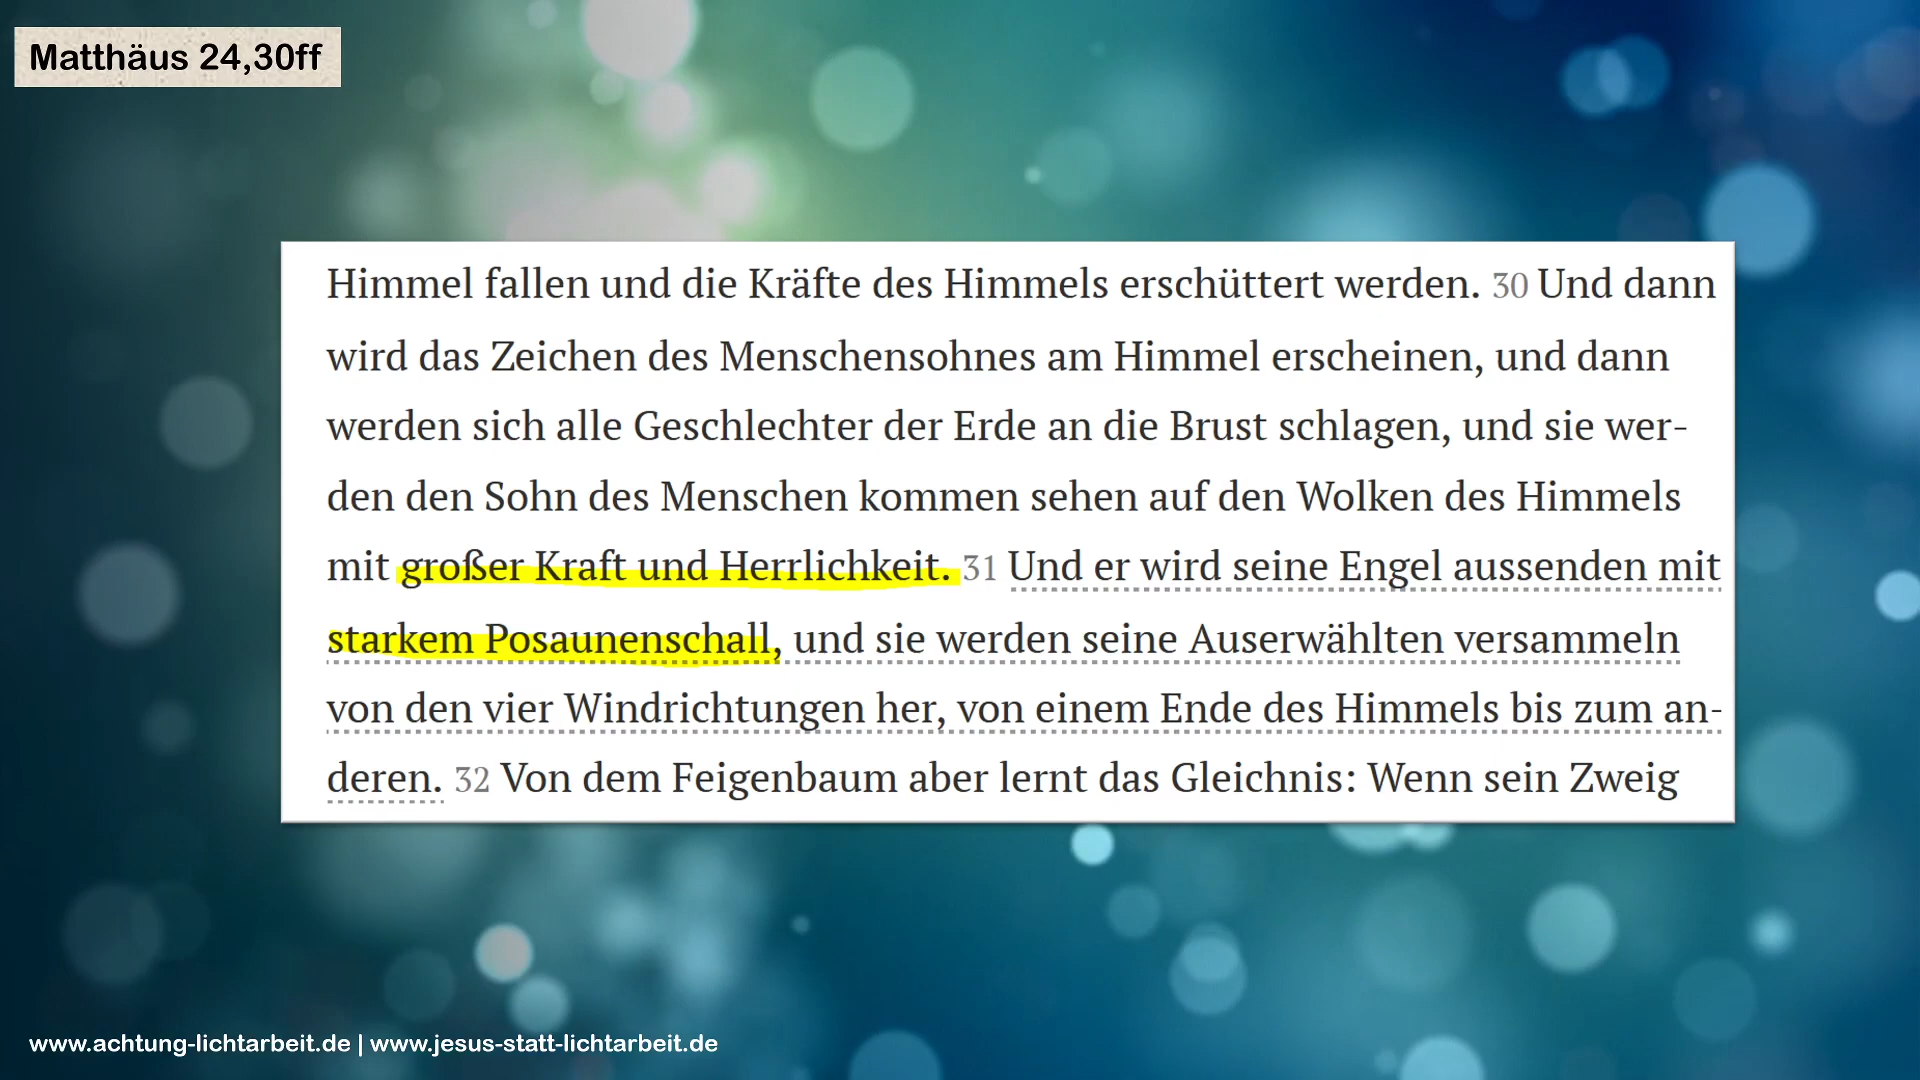 Matthäus 24,30ff
Himmel fallen und die Kräfte des Himmels erschüttert werden. 30 Und dann
wird das Zeichen des Menschensohnes am Himmel erscheinen, und dann
werden sich alle Geschlechter der Erde an die Brust schlagen, und sie wer-
den den Sohn des Menschen kommen sehen auf den Wolken des Himmels
mit großer Kraft und Herrlichkeit. 31 Und er wird seine Engel aussenden mit
starkem Posaunenschall, und sie werden seine Auserwählten versammeln
von den vier Windrichtungen her, von einem Ende des Himmels bis zum an-
deren. 32 Von dem Feigenbaum aber lernt das Gleichnis: Wenn sein Zweig
www.achtung-lichtarbeit.de | www.jesus-statt-lichtarbeit.de